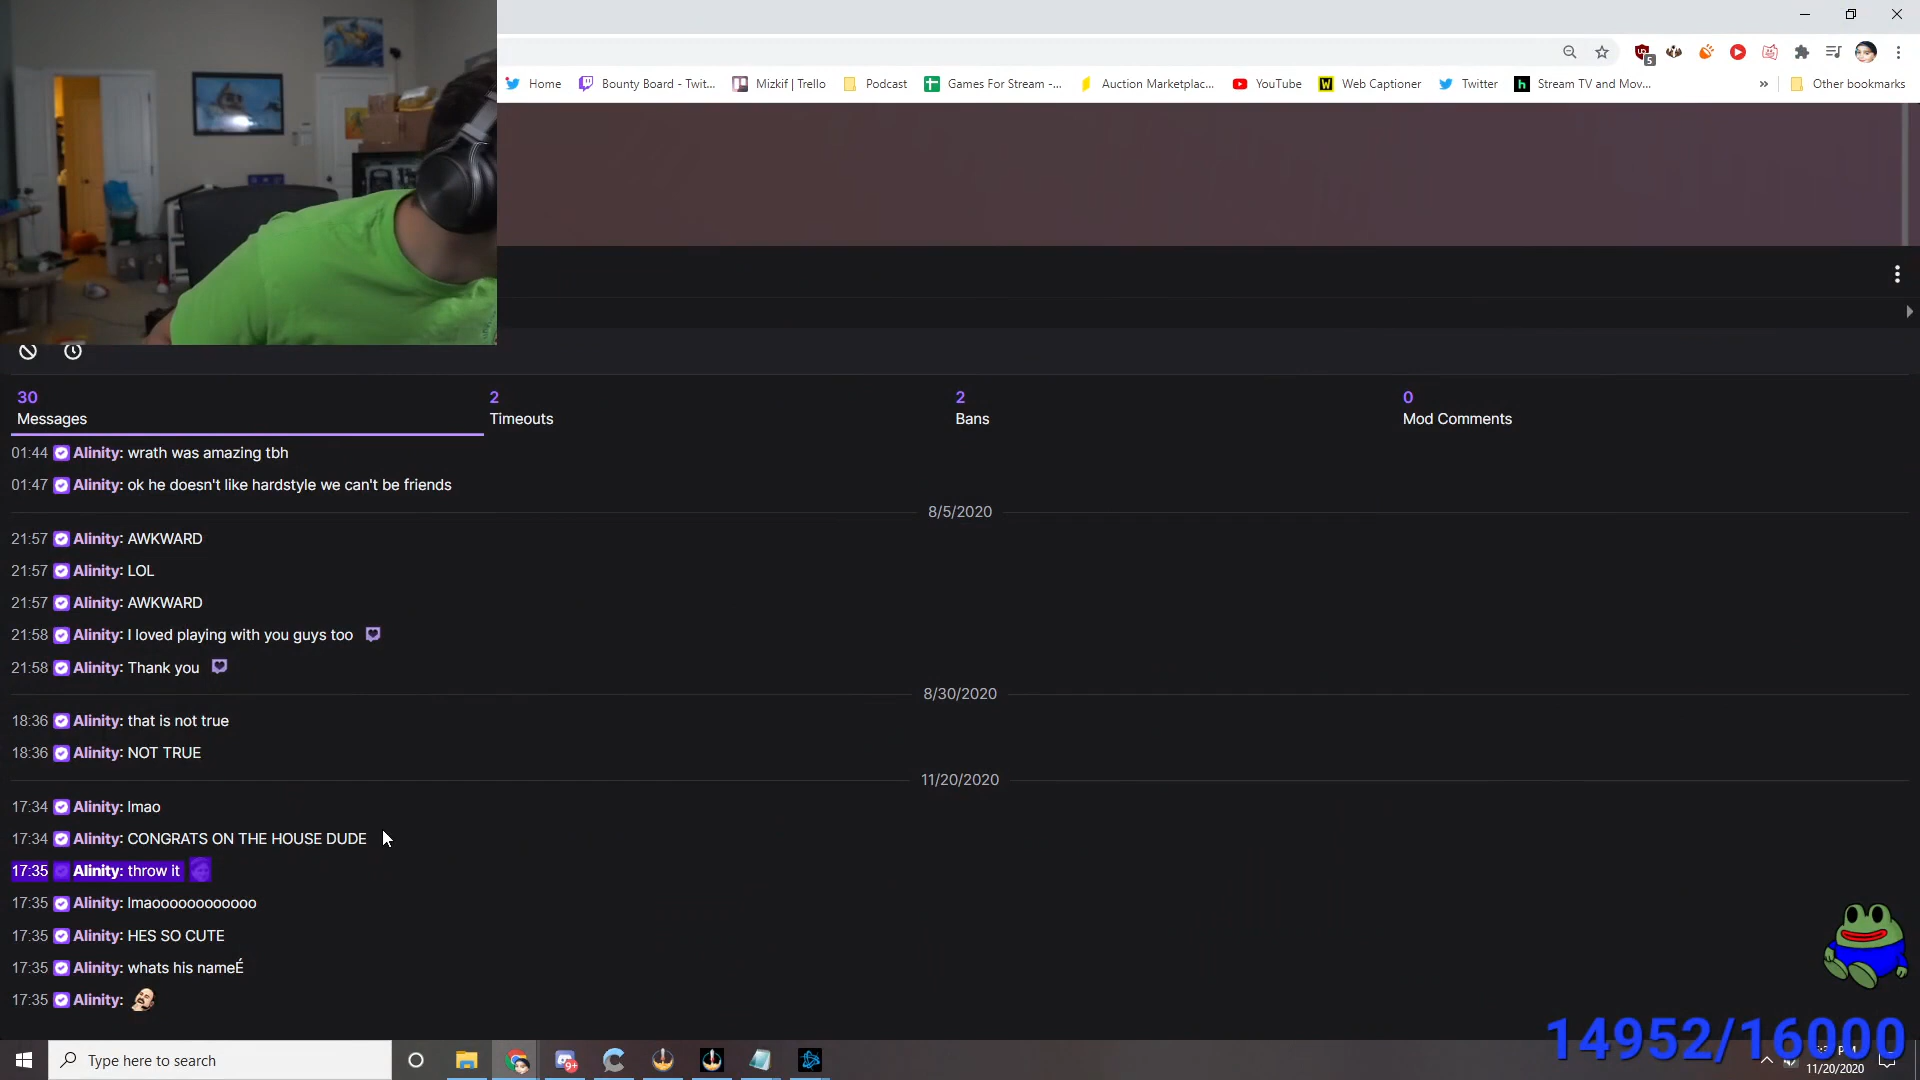 5
Home
Bounty Board - Twit...
Mizkif | Trello
Podcast
Games For Stream -...
Auction Marketplac...
YouTube
Web Captioner
Twitter
Stream TV and Mov...
»
Other bookmarks
30
Messages
2
Timeouts
2
Bans
0
Mod Comments
01:44 Alinity: wrath was amazing tbh
01:47 Alinity: ok he doesn't like hardstyle we can't be friends
8/5/2020
21:57 Alinity: AWKWARD
21:57 Alinity: LOL
21:57 Alinity: AWKWARD
21:58 Alinity: I loved playing with you guys too
21:58 Alinity: Thank you
8/30/2020
18:36 Alinity: that is not true
18:36 Alinity: NOT TRUE
11/20/2020
17:34 Alinity: lmao
17:34 Alinity: CONGRATS ON THE HOUSE DUDE
17:35 Alinity: throw it
17:35 Alinity: lmaoooooooooooo
17:35 Alinity: HES SO CUTE
17:35 Alinity: whats his nameÉ
17:35 Alinity:
14952/16000
Type here to search
9+
PM
11/20/2020